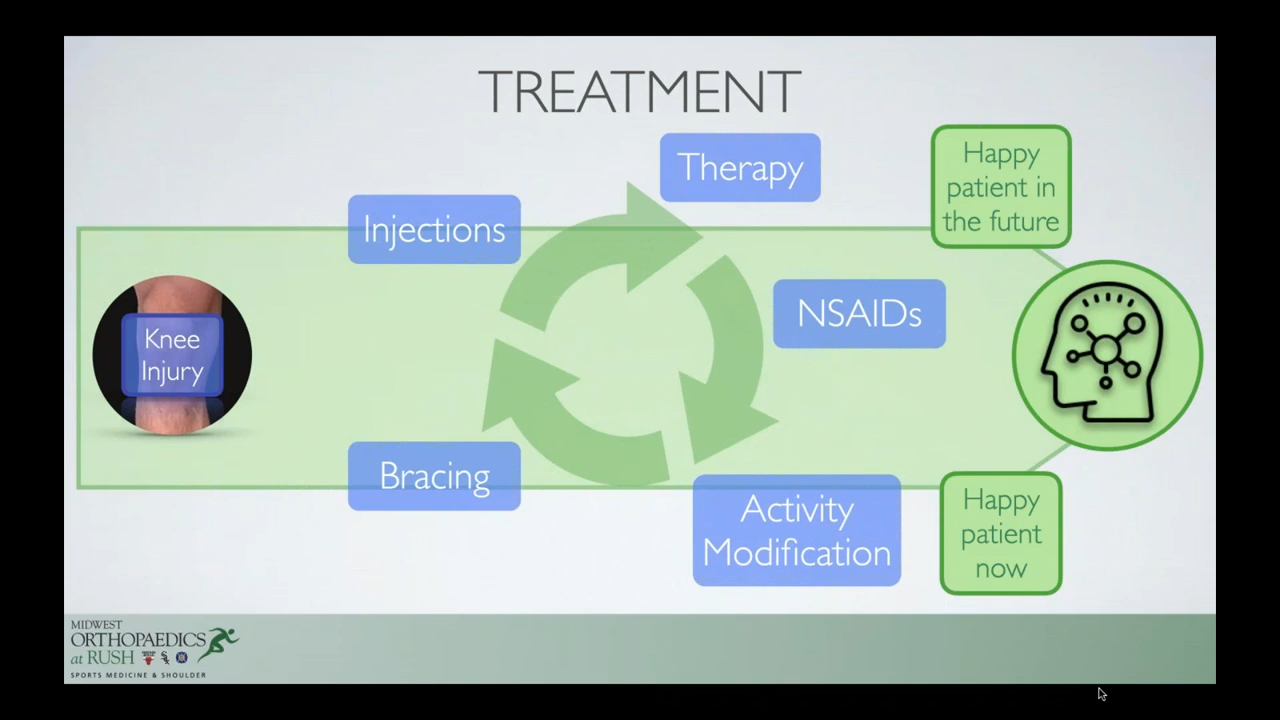 TREATMENT
Therapy
Happy
patient in
the future
Injections
NSAIDs
Knee
Injury
Bracing
Activity
Modification
Happy
patient
now
MIDWEST
ORTHOPAEDICS
at RUSH
SPORTS MEDICINE & SHOULDER